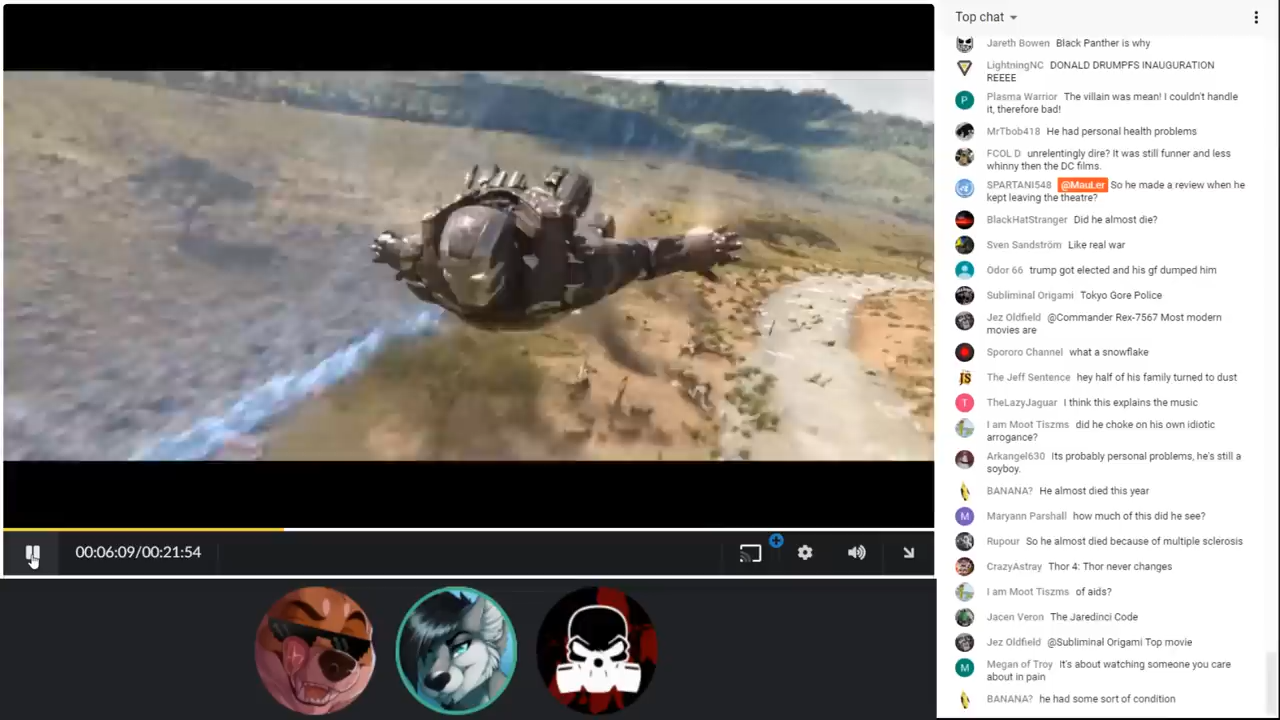 Top chat
Jareth Bowen Black Panther is why
LightningNC DONALD DRUMPFS INAUGURATION
REEEE
P
Plasma Warrior The villain was mean! I couldn't handle
it, therefore bad!
MrTbob418 He had personal health problems
FCOL D unrelentingly dire? It was still funner and less
whinny then the DC films.
SPARTANI548 @MauLer So he made a review when he
kept leaving the theatre?
BlackHatStranger Did he almost die?
Sven Sandström Like real war
Odor 66 trump got elected and his gf dumped him
Subliminal Origami Tokyo Gore Police
Jez Oldfield @Commander Rex-7567 Most modern
movies are
Spororo Channel what a snowflake
JS
The Jeff Sentence hey half of his family turned to dust
T
TheLazyJaguar I think this explains the music
I am Moot Tiszms did he choke on his own idiotic
arrogance?
Arkangel630 Its probably personal problems, he's still a
soyboy.
BANANA? He almost died this year
M
Maryann Parshall how much of this did he see?
Rupour So he almost died because of multiple sclerosis
CrazyAstray Thor 4: Thor never changes
I am Moot Tiszms of aids?
Jacen Veron The Jaredinci Code
Jez Oldfield @Subliminal Origami Top movie
M
Megan of Troy It's about watching someone you care
about in pain
BANANA? he had some sort of condition
00:06:09/00:21:54